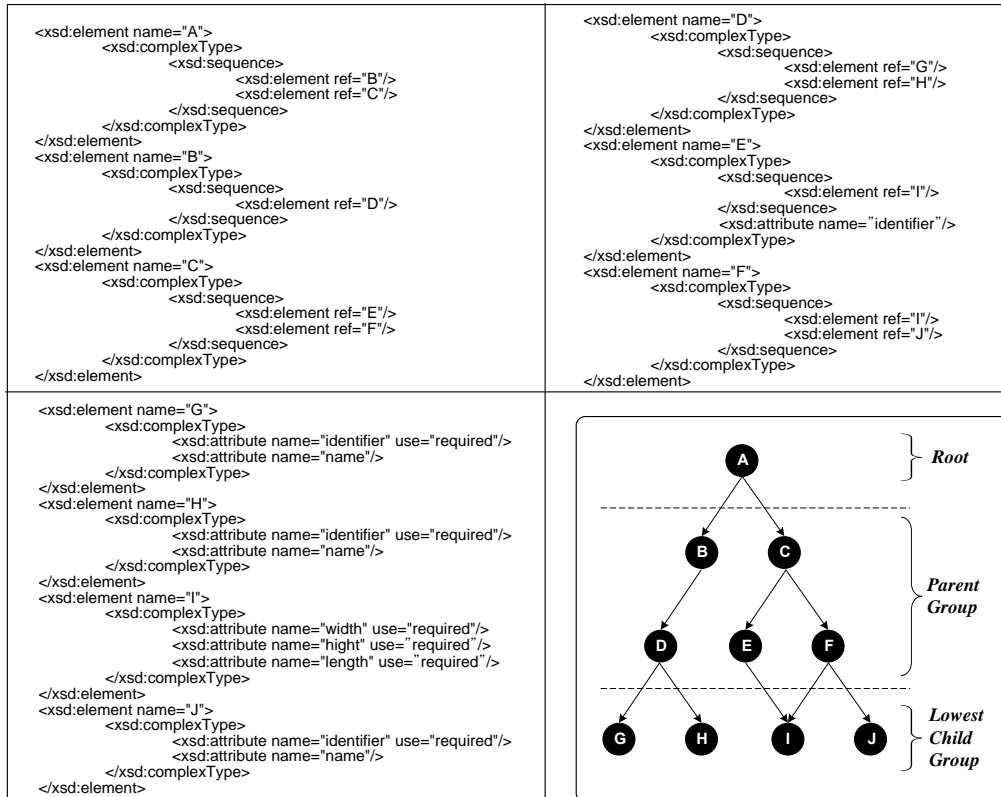 <xsd:element name="A">
<xsd:complexType>
<xsd:sequence>
<xsd:element ref="B"/>
<xsd:element ref="C"/>
</xsd:sequence>
</xsd:complexType>
</xsd:element>
<xsd:element name="B">
<xsd:complexType>
<xsd:sequence>
<xsd:element ref="D"/>
</xsd:sequence>
</xsd:complexType>
</xsd:element>
<xsd:element name="C">
<xsd:complexType>
<xsd:sequence>
<xsd:element ref="E"/>
<xsd:element ref="F"/>
</xsd:sequence>
</xsd:complexType>
</xsd:element>
<xsd:element name="D">
<xsd:complexType>
<xsd:sequence>
<xsd:element ref="G"/>
<xsd:element ref="H"/>
</xsd:sequence>
</xsd:complexType>
</xsd:element>
<xsd:element name="E">
<xsd:complexType>
<xsd:sequence>
<xsd:element ref="I"/>
</xsd:sequence>
<xsd:attribute name=”identifier”/>
</xsd:complexType>
</xsd:element>
<xsd:element name="F">
<xsd:complexType>
<xsd:sequence>
<xsd:element ref="I"/>
<xsd:element ref="J"/>
</xsd:sequence>
</xsd:complexType>
</xsd:element>
<xsd:element name="G">
<xsd:complexType>
<xsd:attribute name="identifier" use="required"/>
<xsd:attribute name="name"/>
</xsd:complexType>
</xsd:element>
<xsd:element name="H">
<xsd:complexType>
<xsd:attribute name="identifier" use="required"/>
<xsd:attribute name="name"/>
</xsd:complexType>
</xsd:element>
<xsd:element name="I">
<xsd:complexType>
<xsd:attribute name="width" use="required"/>
<xsd:attribute name="hight" use=”required”/>
<xsd:attribute name="length" use=”required”/>
</xsd:complexType>
</xsd:element>
<xsd:element name="J">
<xsd:complexType>
<xsd:attribute name="identifier" use="required"/>
<xsd:attribute name="name"/>
</xsd:complexType>
</xsd:element>
A
Root
B C
Parent
Group
D E F
Lowest
Child
Group
G H I J